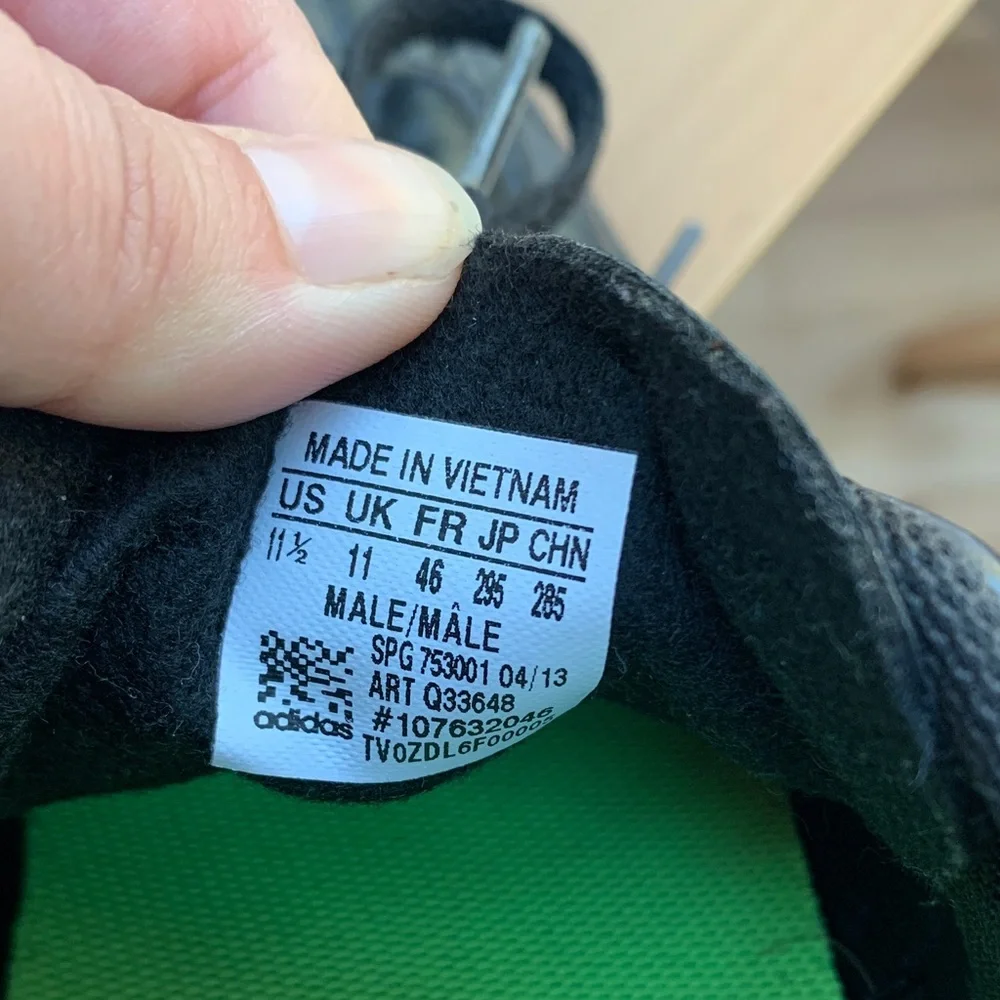 MADE IN VIETNAM
US UK FR JP CHN
11½ 11 46 295 285
MALE/MÂLE
SPG 753001 04/13
ART Q33648
#107632046
adidas